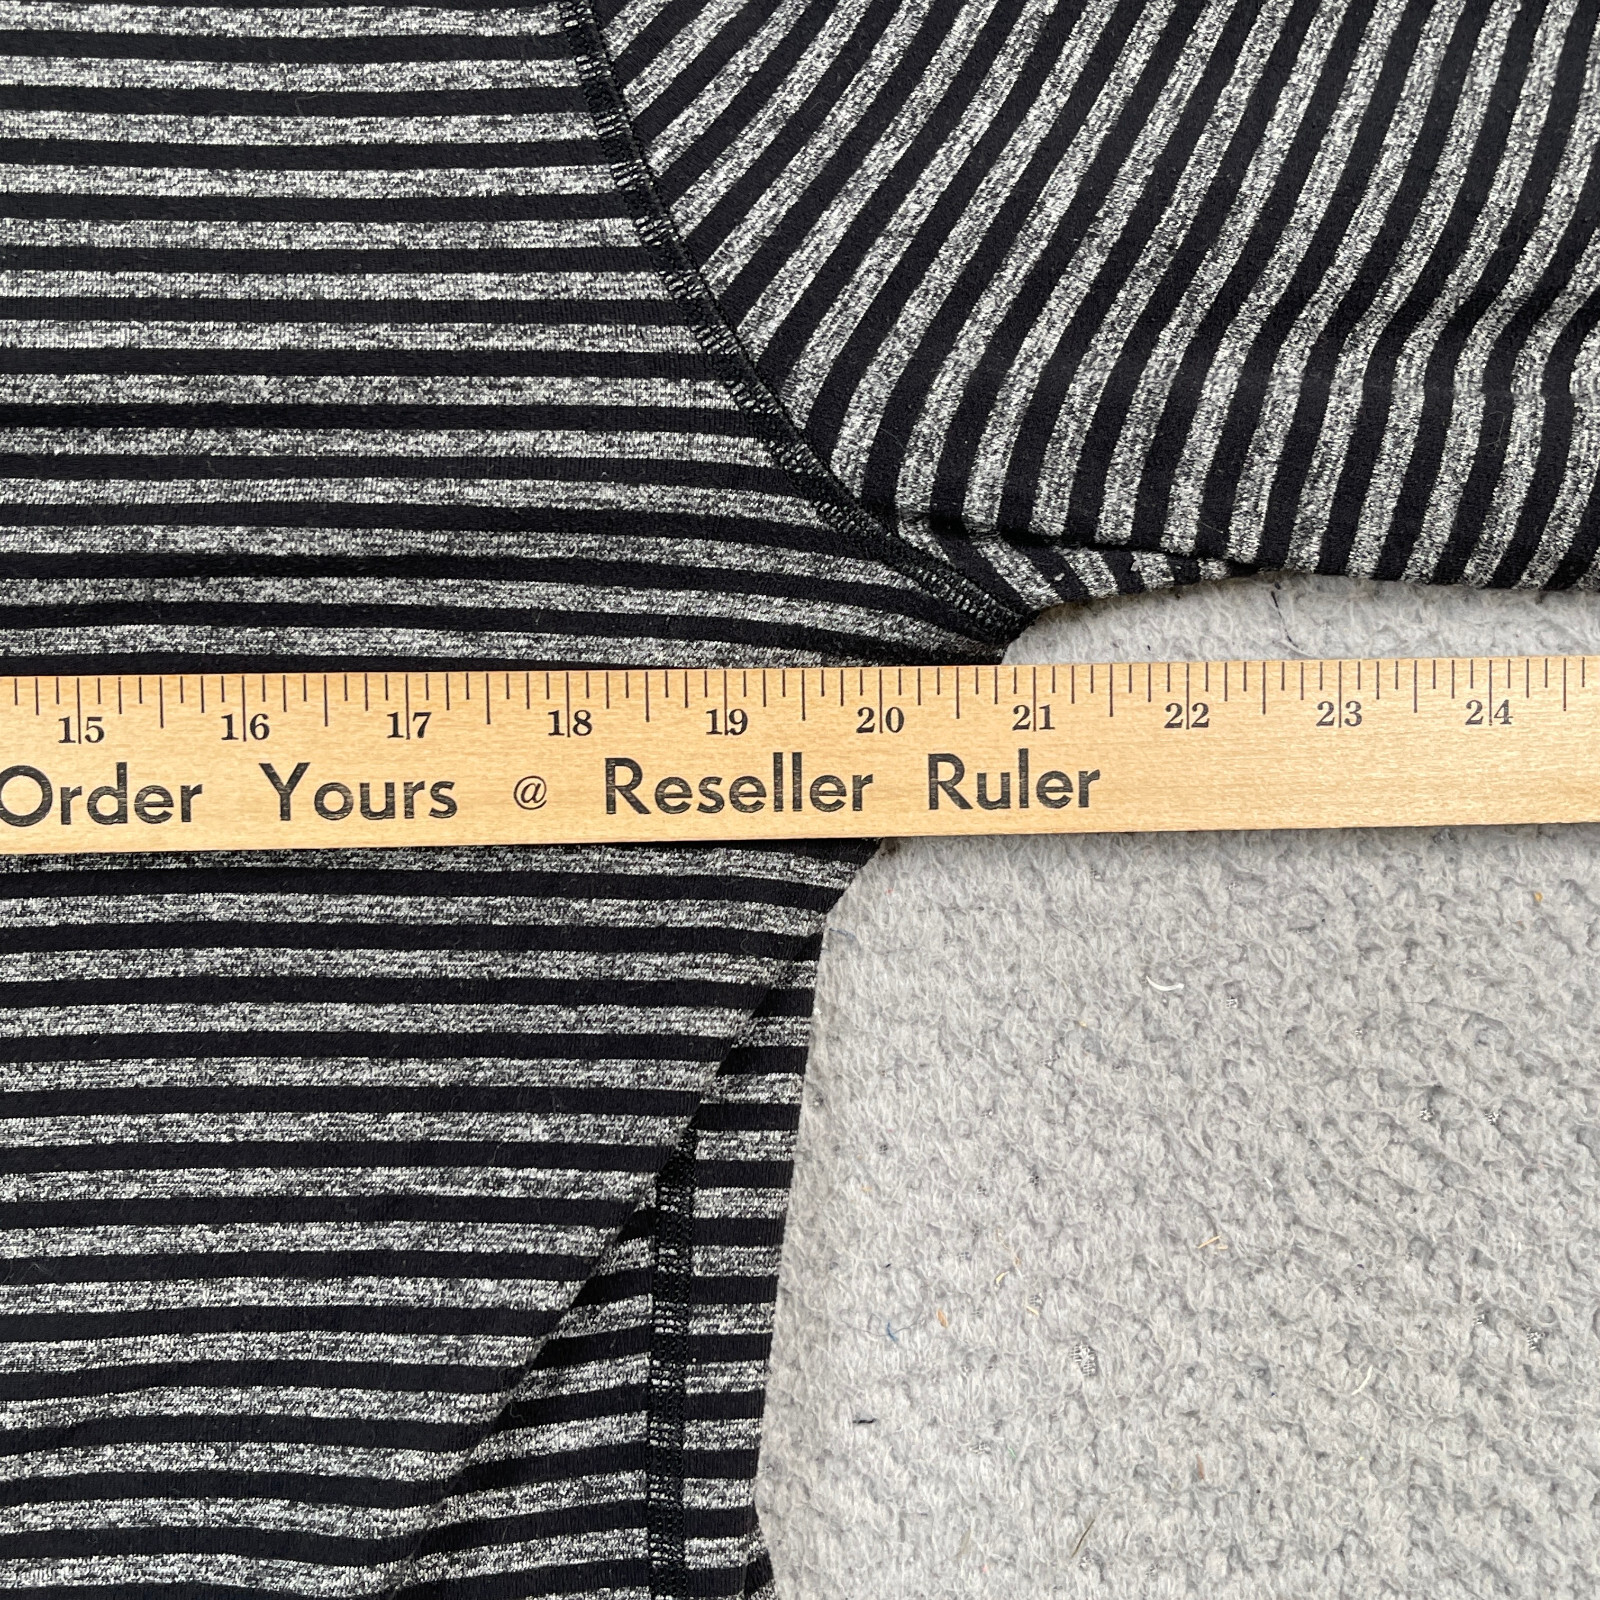 15 16 17 18 19 20 21 22 23 24
Order Yours @ Reseller Ruler